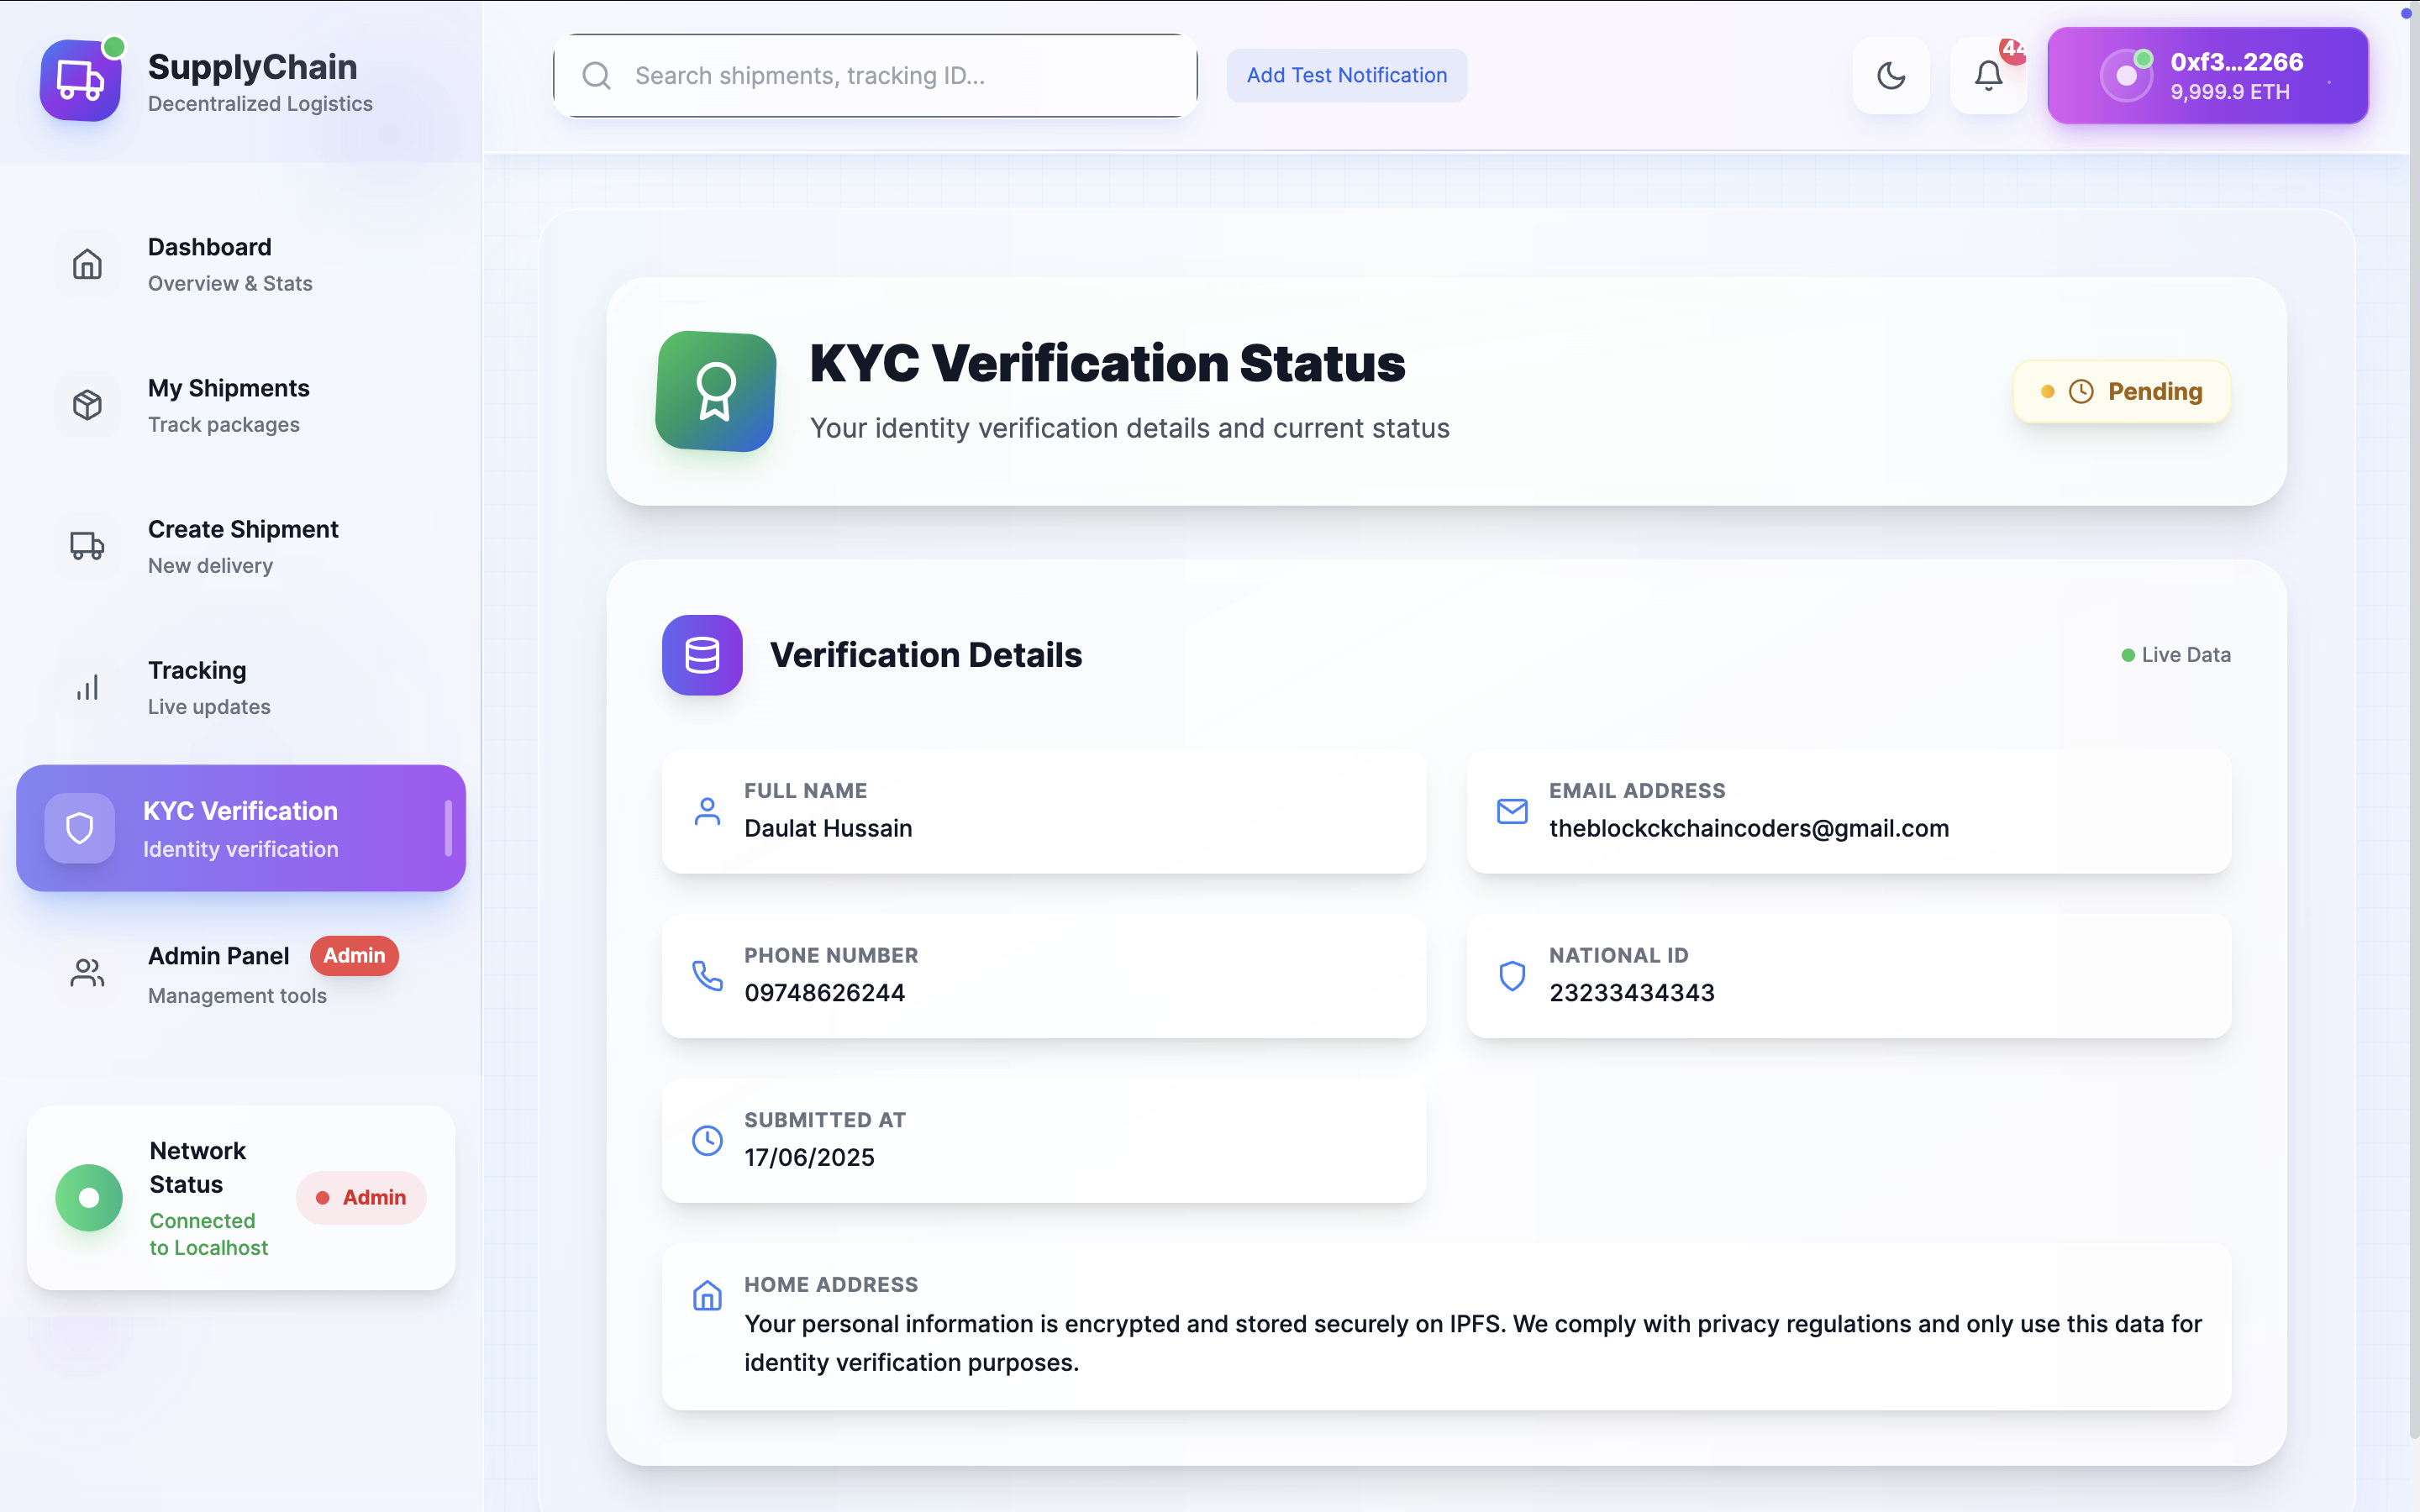 SupplyChain
Decentralized Logistics
Search shipments, tracking ID...
Add Test Notification
44
0xf3...2266
9,999.9 ETH
Dashboard
Overview & Stats
My Shipments
Track packages
Create Shipment
New delivery
Tracking
Live updates
KYC Verification
Identity verification
Admin Panel
Admin
Management tools
Network
Status
Connected
to Localhost
Admin
KYC Verification Status
Your identity verification details and current status
Pending
Verification Details
Live Data
FULL NAME
Daulat Hussain
EMAIL ADDRESS
theblockckchaincoders@gmail.com
PHONE NUMBER
09748626244
NATIONAL ID
23233434343
SUBMITTED AT
17/06/2025
HOME ADDRESS
Your personal information is encrypted and stored securely on IPFS. We comply with privacy regulations and only use this data for
identity verification purposes.